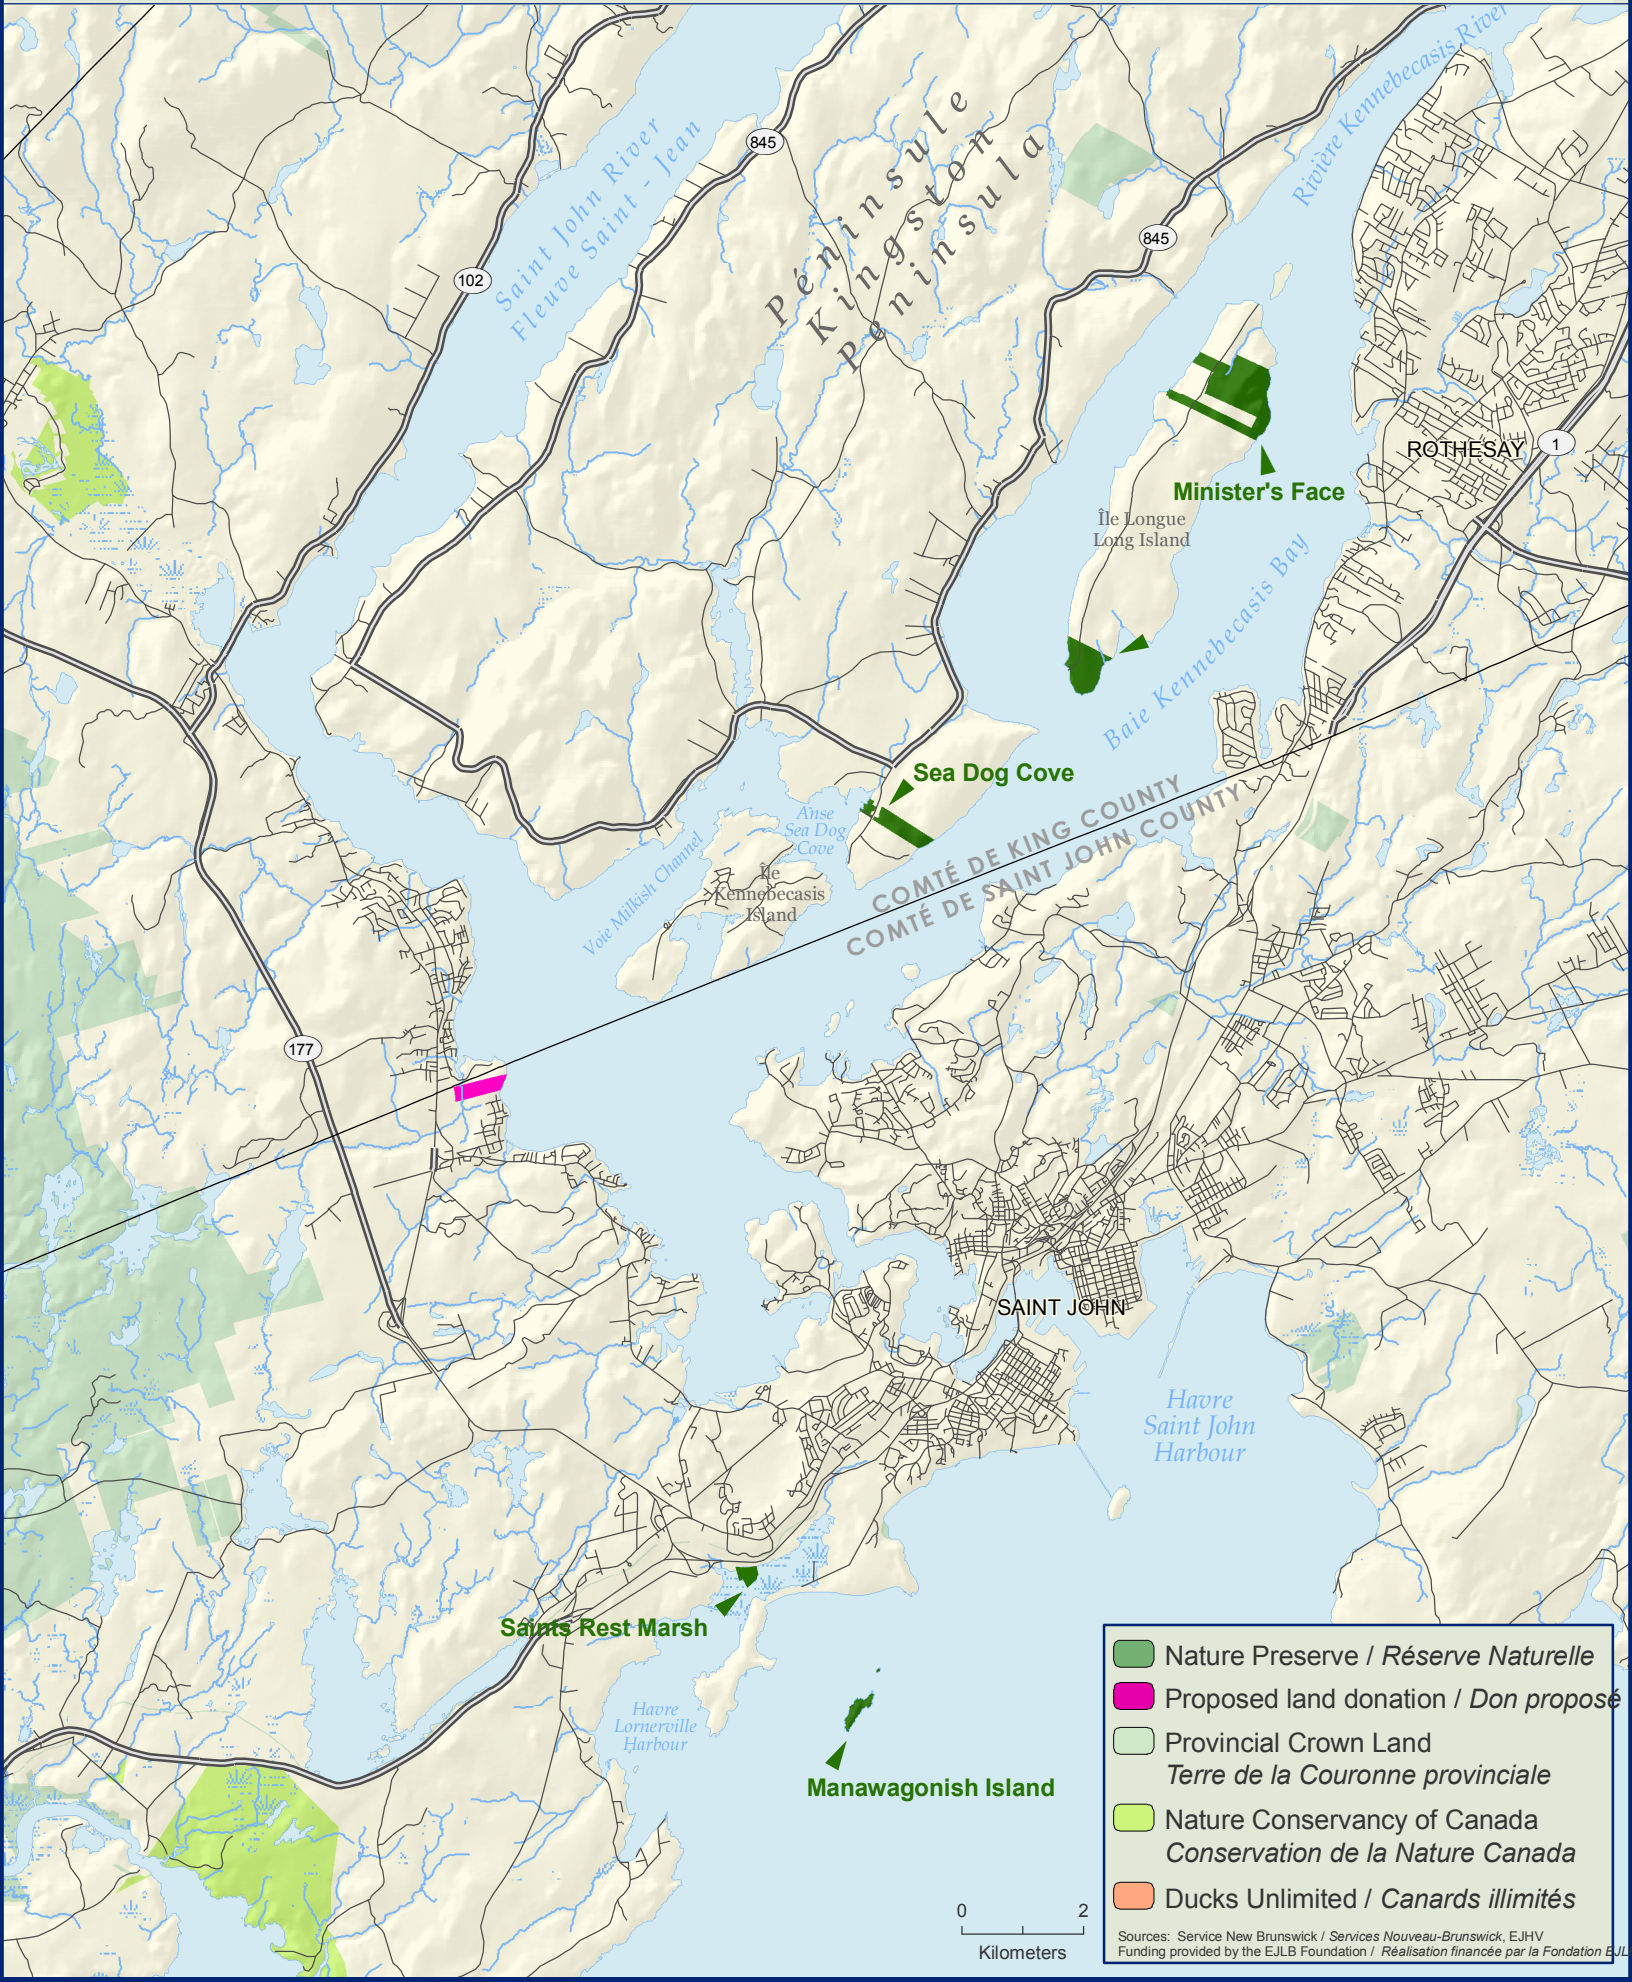 Rivière Kennebecasis River
845
Saint John River
Fleuve Saint - Jean
Péninsule
Kingston
Peninsula
845
102
ROTHESAY
1
Minister's Face
Île Longue
Long Island
Baie Kennebecasis Bay
Sea Dog Cove
Anse
Sea Dog
Cove
COMTÉ DE KING COUNTY
COMTÉ DE SAINT JOHN COUNTY
Voie Milkish Channel
Île
Kennebecasis
Island
177
SAINT JOHN
Havre
Saint John
Harbour
Saints Rest Marsh
Havre
Lornerville
Harbour
Manawagonish Island
Nature Preserve / Réserve Naturelle
Proposed land donation / Don proposé
Provincial Crown Land
Terre de la Couronne provinciale
Nature Conservancy of Canada
Conservation de la Nature Canada
Ducks Unlimited / Canards illimités
Sources: Service New Brunswick / Services Nouveau-Brunswick, EJHV
Funding provided by the EJLB Foundation / Réalisation financée par la Fondation EJL
0 2
Kilometers